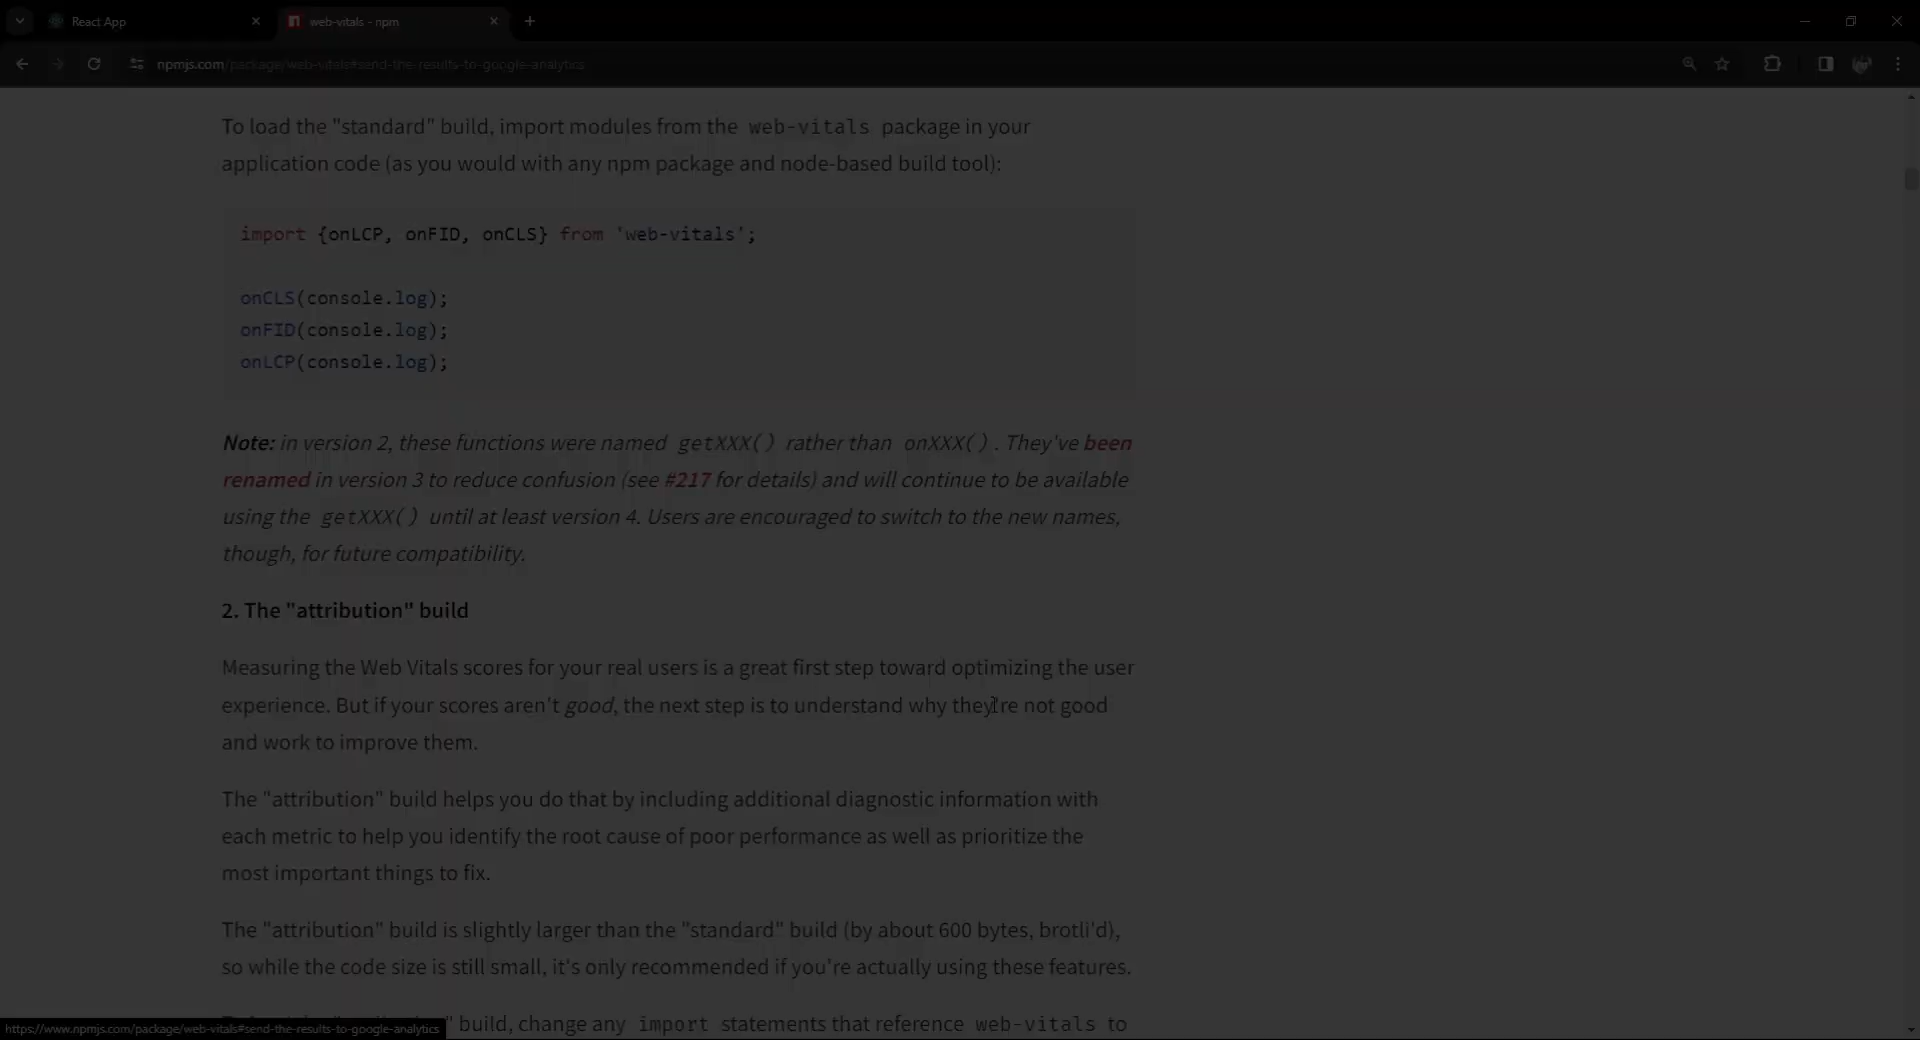 React App
web-vitals - npm
npmjs.com/package/web-vitals#send-the-results-to-google-analytics
To load the "standard" build, import modules from the web-vitals package in your
application code (as you would with any npm package and node-based build tool):
import {onLCP, onFID, onCLS} from 'web-vitals';
onCLS(console.log);
onFID(console.log);
onLCP(console.log);
Note: in version 2, these functions were named getXXX() rather than onXXX(). They've been
renamed in version 3 to reduce confusion (see #217 for details) and will continue to be available
using the getXXX() until at least version 4. Users are encouraged to switch to the new names,
though, for future compatibility.
2. The "attribution" build
Measuring the Web Vitals scores for your real users is a great first step toward optimizing the user
experience. But if your scores aren't good, the next step is to understand why they're not good
and work to improve them.
The "attribution" build helps you do that by including additional diagnostic information with
each metric to help you identify the root cause of poor performance as well as prioritize the
most important things to fix.
The "attribution" build is slightly larger than the "standard" build (by about 600 bytes, brotli'd),
so while the code size is still small, it's only recommended if you're actually using these features.
" build, change any import statements that reference web-vitals to
https://www.npmjs.com/package/web-vitals#send-the-results-to-google-analytics